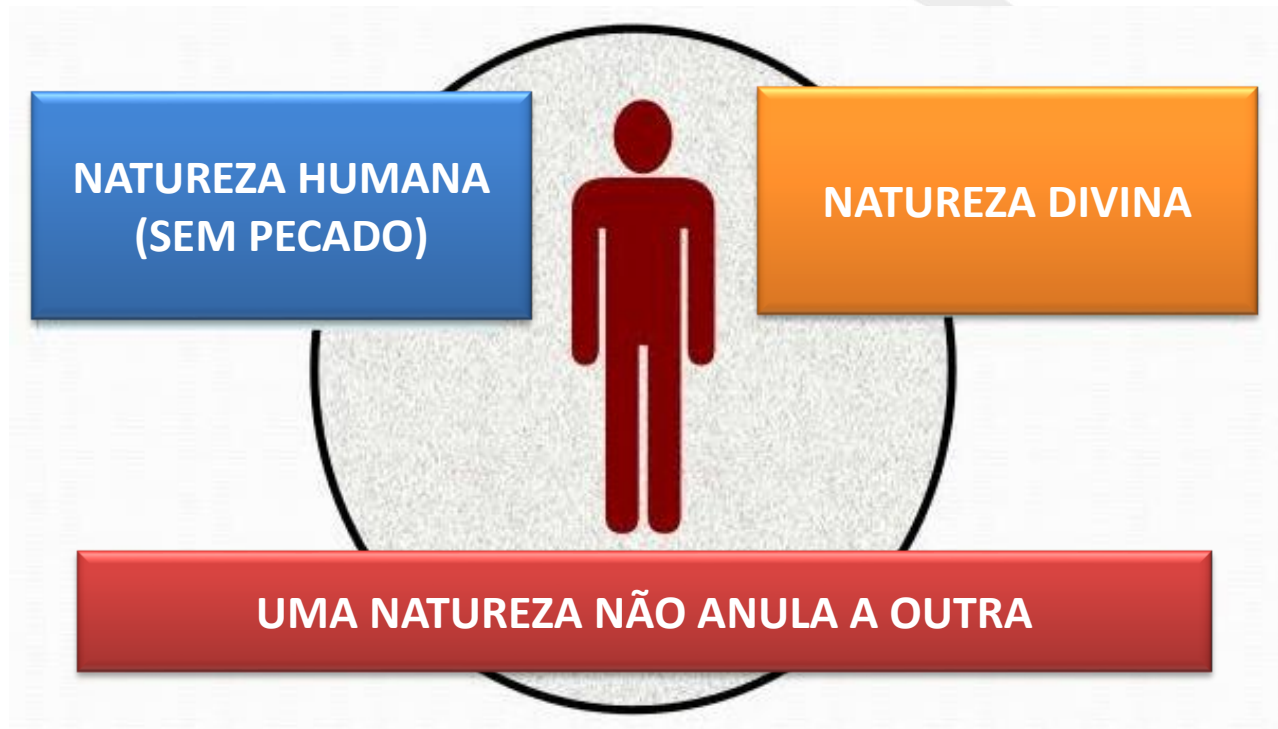 NATUREZA HUMANA
(SEM PECADO)
NATUREZA DIVINA
UMA NATUREZA NÃO ANULA A OUTRA